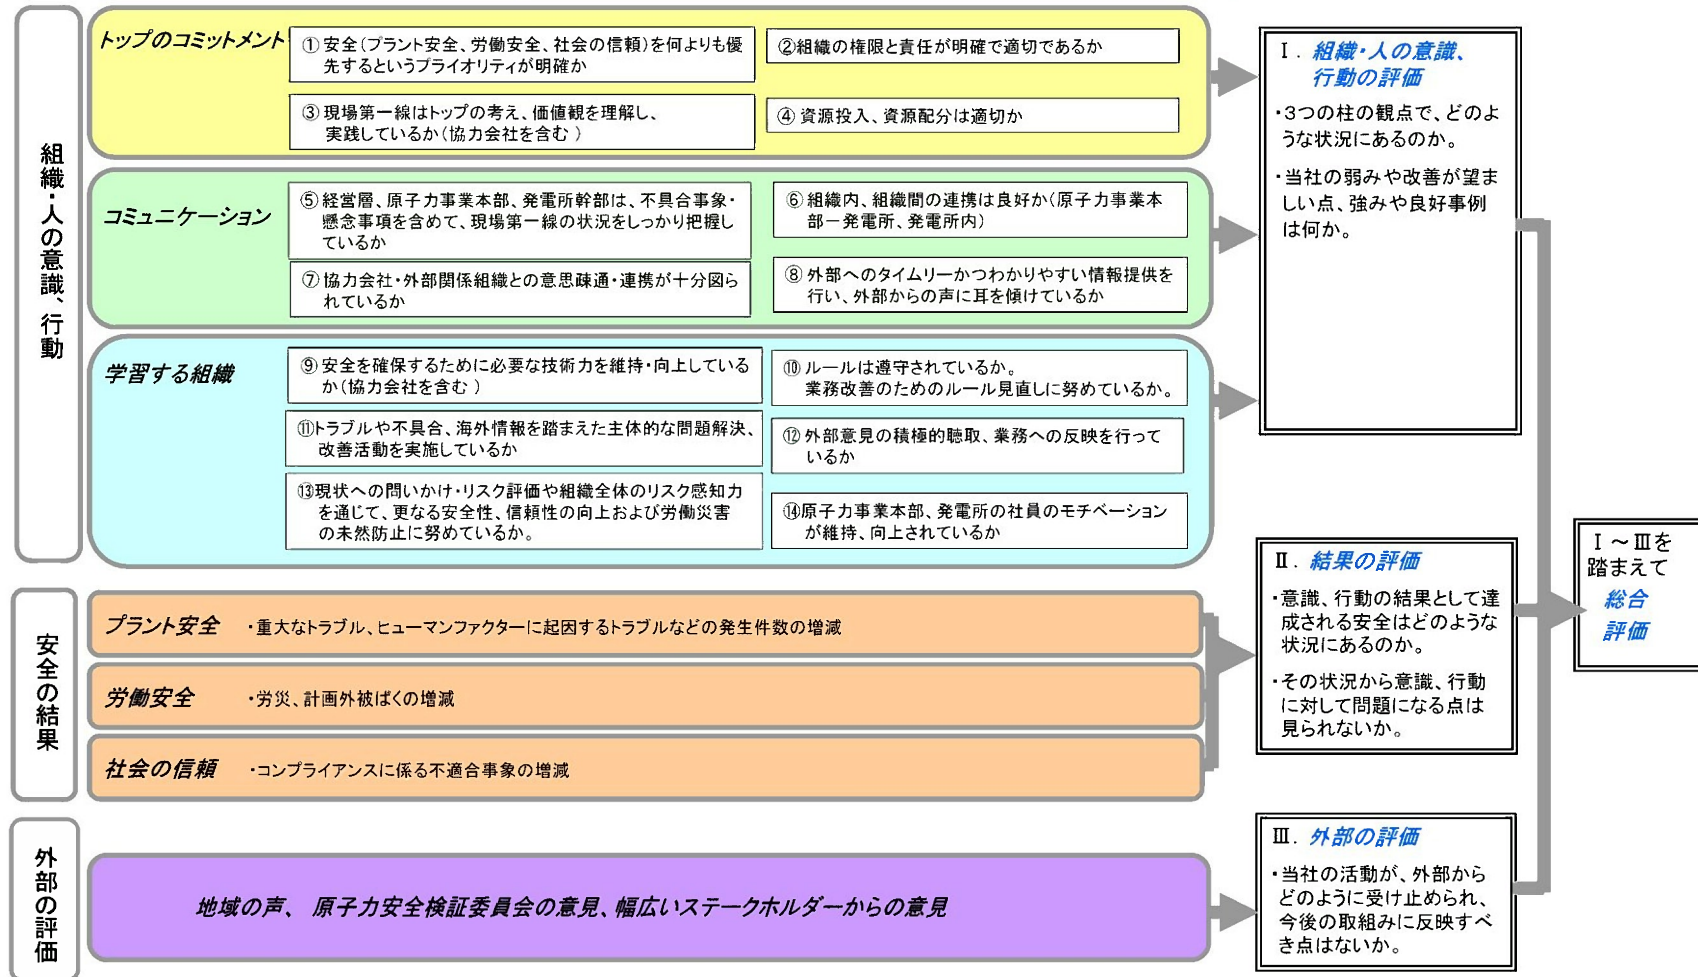 組織・人の意識、行動
トップのコミットメント
①安全(プラント安全、労働安全、社会の信頼)を何よりも優
先するというプライオリティが明確か
②組織の権限と責任が明確で適切であるか
③現場第一線はトップの考え、価値観を理解し、
実践しているか(協力会社を含む)
④資源投入、資源配分は適切か
コミュニケーション
⑤経営層、原子力事業本部、発電所幹部は、不具合事象・
懸念事項を含めて、現場第一線の状況をしっかり把握し
ているか
⑥組織内、組織間の連携は良好か(原子力事業本
部－発電所、発電所内)
⑦協力会社・外部関係組織との意思疎通・連携が十分図ら
れているか
⑧外部へのタイムリーかつわかりやすい情報提供を
行い、外部からの声に耳を傾けているか
学習する組織
⑨安全を確保するために必要な技術力を維持・向上している
か(協力会社を含む)
⑩ルールは遵守されているか。
業務改善のためのルール見直しに努めているか。
⑪トラブルや不具合、海外情報を踏まえた主体的な問題解決、
改善活動を実施しているか
⑫外部意見の積極的聴取、業務への反映を行って
いるか
⑬現状への問いかけ・リスク評価や組織全体のリスク感知力
を通じて、更なる安全性、信頼性の向上および労働災害
の未然防止に努めているか。
⑭原子力事業本部、発電所の社員のモチベーション
が維持、向上されているか
Ⅰ. 組織・人の意識、
行動の評価
・3つの柱の観点で、どのよ
うな状況にあるのか。
・当社の弱みや改善が望ま
しい点、強みや良好事例
は何か。
安全の結果
プラント安全 ・重大なトラブル、ヒューマンファクターに起因するトラブルなどの発生件数の増減
労働安全 ・労災、計画外被ばくの増減
社会の信頼 ・コンプライアンスに係る不適合事象の増減
Ⅱ. 結果の評価
・意識、行動の結果として達
成される安全はどのような
状況にあるのか。
・その状況から意識、行動
に対して問題になる点は
見られないか。
外部の評価
地域の声、 原子力安全検証委員会の意見、幅広いステークホルダーからの意見
Ⅲ. 外部の評価
・当社の活動が、外部から
どのように受け止められ、
今後の取組みに反映すべ
き点はないか。
Ⅰ～Ⅲを
踏まえて
総合
評価